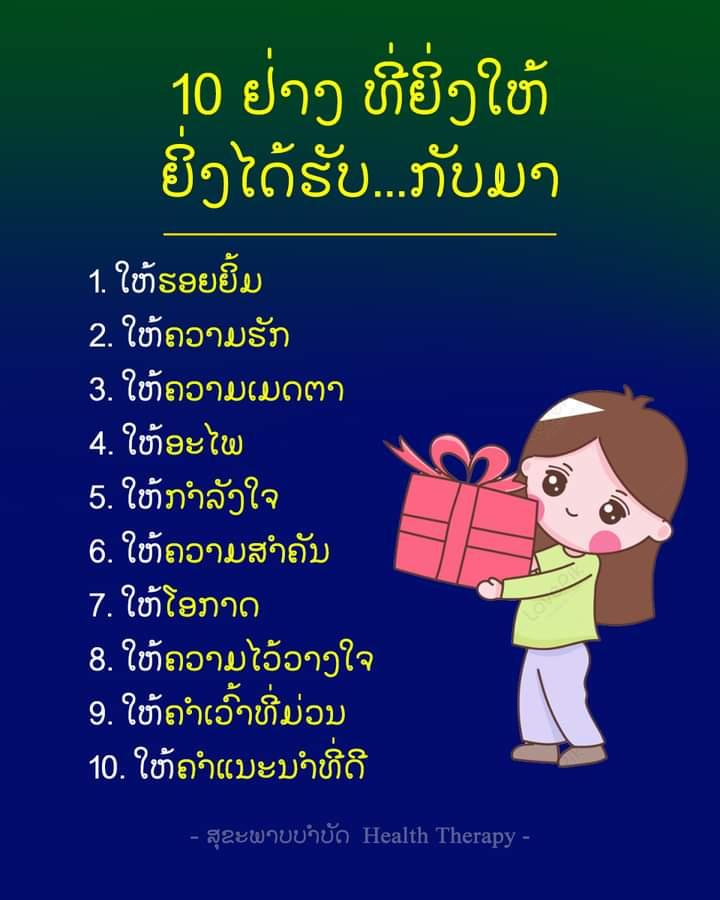 10 ຢ່າງ ທີ່ຍິ່ງໃຫ້
ຍິ່ງໄດ້ຮັບ...ກັບມາ
1. ໃຫ້ຮອຍຍິ້ມ
2. ໃຫ້ຄວາມຮັກ
3. ໃຫ້ຄວາມເມດຕາ
4. ໃຫ້ອະໄພ
5. ໃຫ້ກຳລັງໃຈ
6. ໃຫ້ຄວາມສຳຄັນ
7. ໃຫ້ໂອກາດ
8. ໃຫ້ຄວາມໄວ້ວາງໃຈ
9. ໃຫ້ຄຳເວົ້າທີ່ມ່ວນ
10. ໃຫ້ຄຳແນະນຳທີ່ດີ
LovePik
- ສຸຂະພາບບຳບັດ Health Therapy -